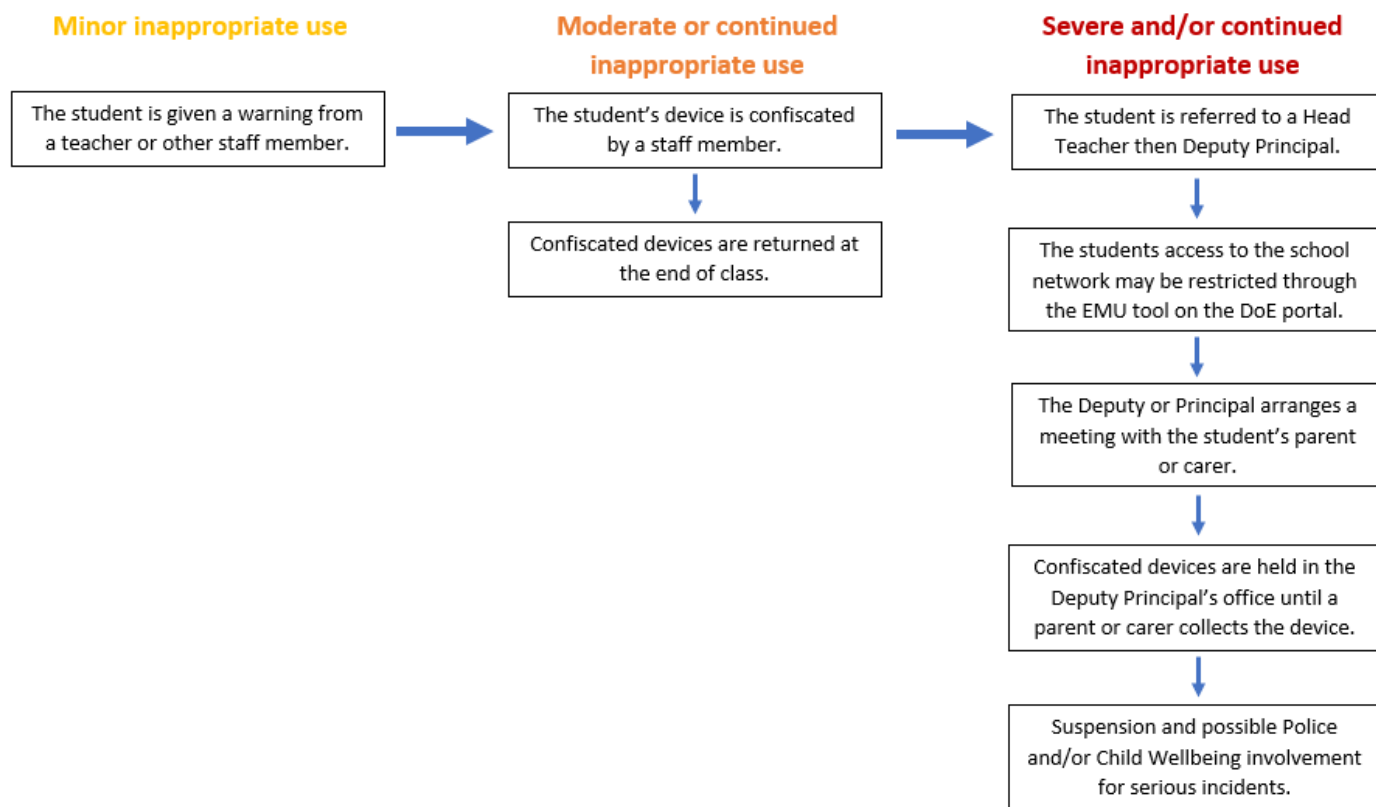 Minor inappropriate use
The student is given a warning from
a teacher or other staff member.
Moderate or continued
inappropriate use
The student’s device is confiscated
by a staff member.
Confiscated devices are returned at
the end of class.
Severe and/or continued
inappropriate use
The student is referred to a Head
Teacher then Deputy Principal.
The students access to the school
network may be restricted through
the EMU tool on the DoE portal.
The Deputy or Principal arranges a
meeting with the student’s parent
or carer.
Confiscated devices are held in the
Deputy Principal’s office until a
parent or carer collects the device.
Suspension and possible Police
and/or Child Wellbeing involvement
for serious incidents.